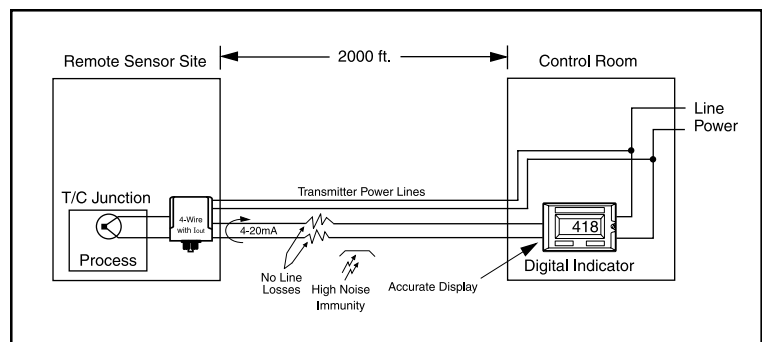 2000 ft.
Remote Sensor Site
Control Room
Line
Power
Transmitter Power Lines
T/C Junction
4-Wire
with Iout
4-20mA
418
Process
No Line
Losses
High Noise
Immunity
Accurate Display
Digital Indicator